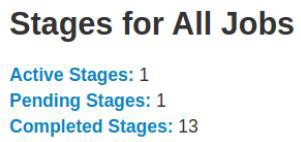 Stages for All Jobs
Active Stages: 1
Pending Stages: 1
Completed Stages: 13